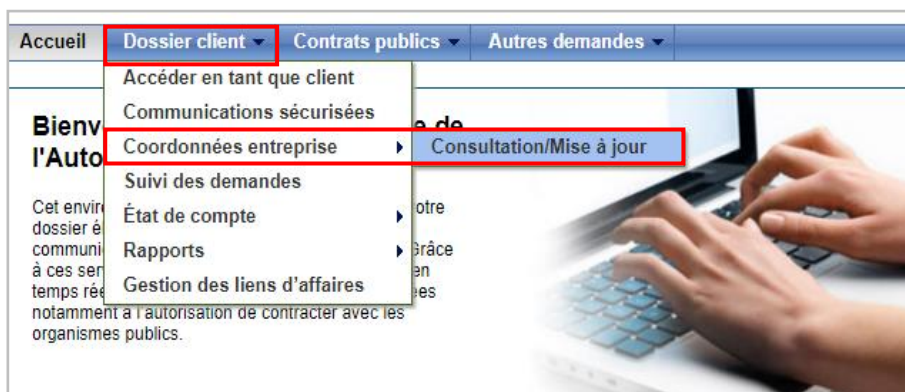 Accueil Dossier client Contrats publics Autres demandes
Accéder en tant que client
Communications sécurisées
Bienv e de
Coordonnées entreprise Consultation/Mise à jour
l'Auto
Suivi des demandes
Cet envir otre
État de compte
dossier é
communi Grâce
Rapports
à ces ser en
Gestion des liens d'affaires
temps rée es
notamment à l'autorisation de contracter avec les
organismes publics.